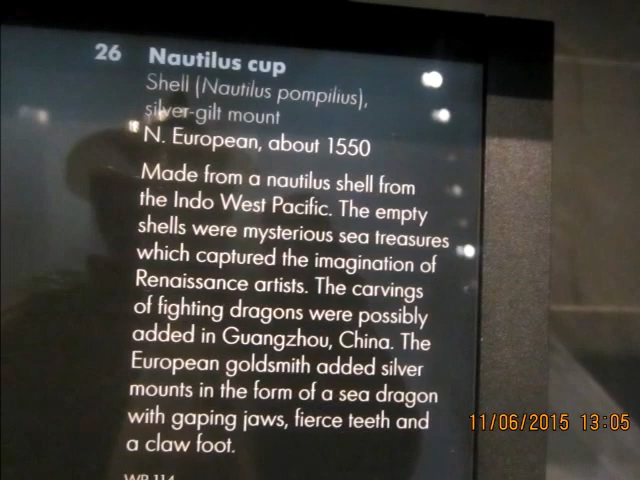 26 Nautilus cup
Shell (Nautilus pompilius),
silver-gilt mount
N. European, about 1550
Made from a nautilus shell from
the Indo West Pacific. The empty
shells were mysterious sea treasures
which captured the imagination of
Renaissance artists. The carvings
of fighting dragons were possibly
added in Guangzhou, China. The
European goldsmith added silver
mounts in the form of a sea dragon
with gaping jaws, fierce teeth and
a claw foot.
WB 114
11/06/2015 13:05